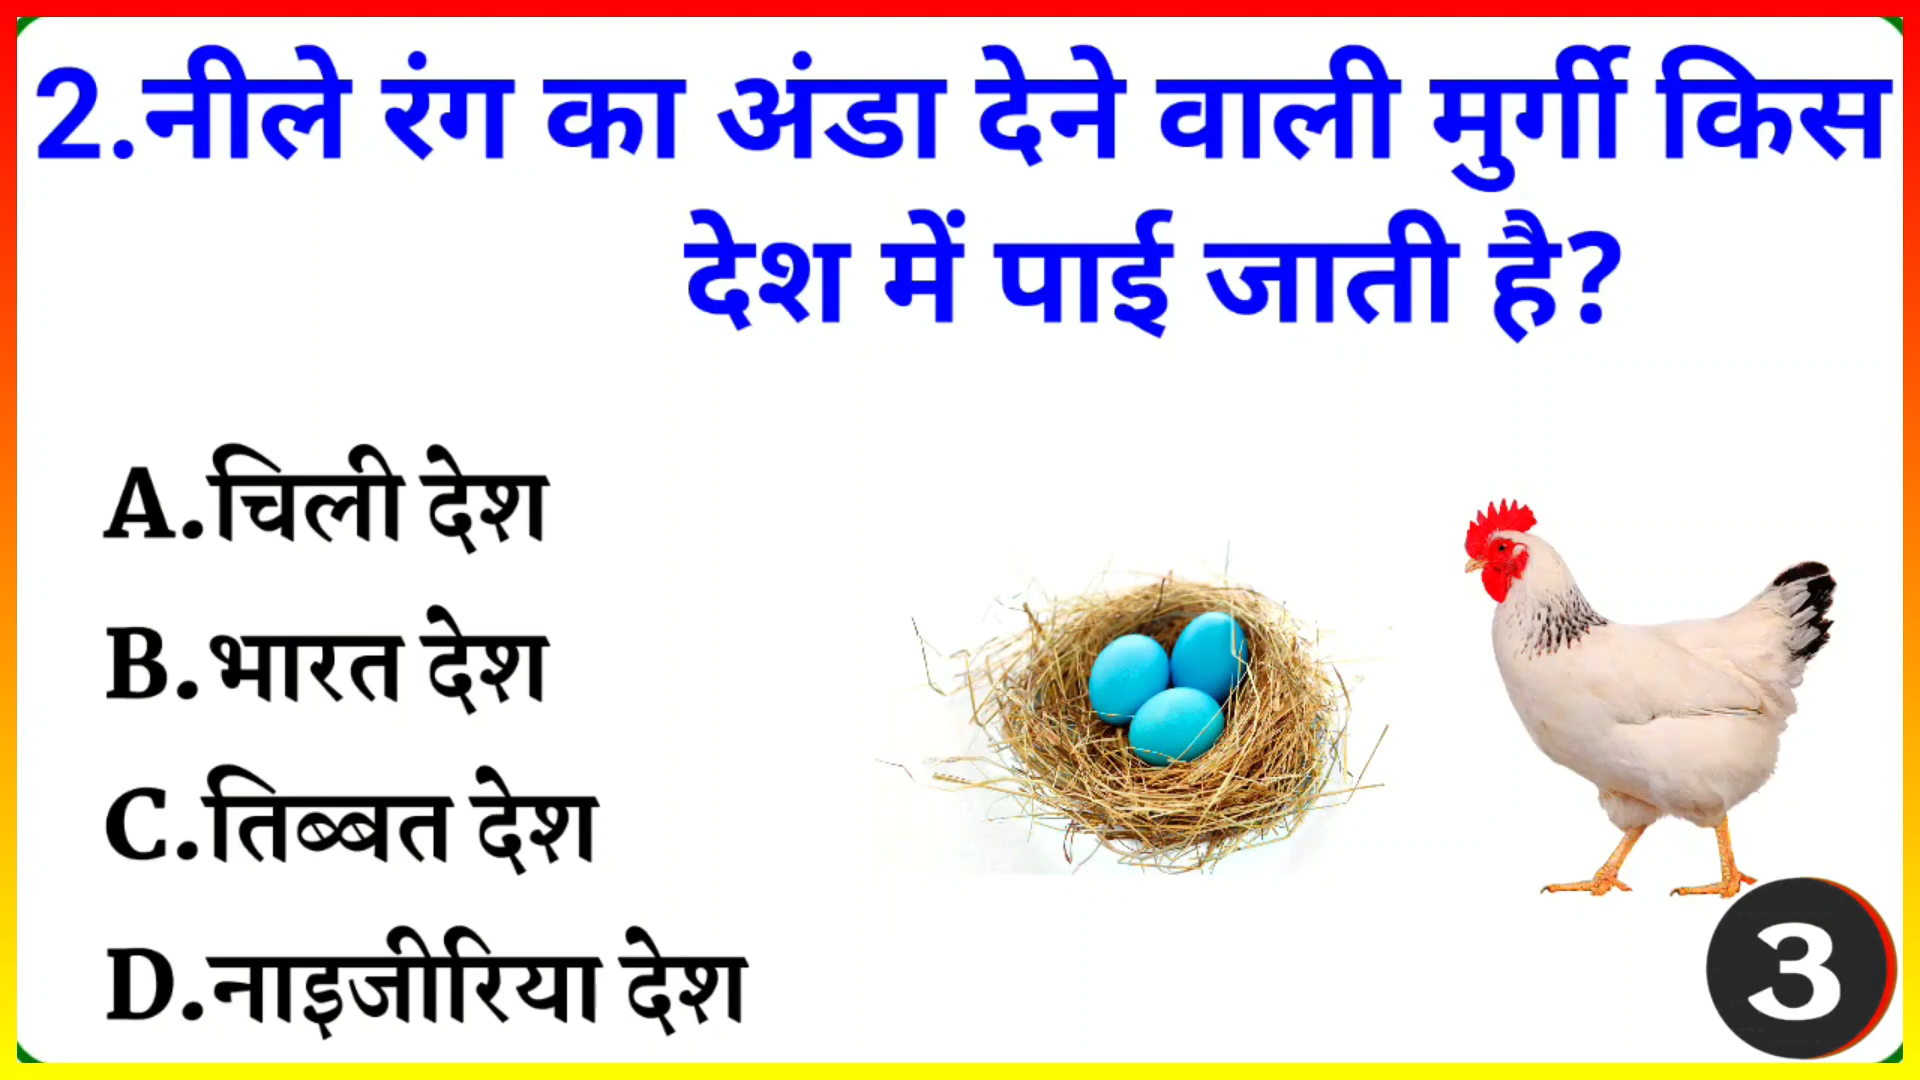 2.नीले रंग का अंडा देने वाली मुर्गी किस
देश में पाई जाती है?
A.चिली देश
B.भारत देश
C.तिब्बत देश
D.नाइजीरिया देश
3